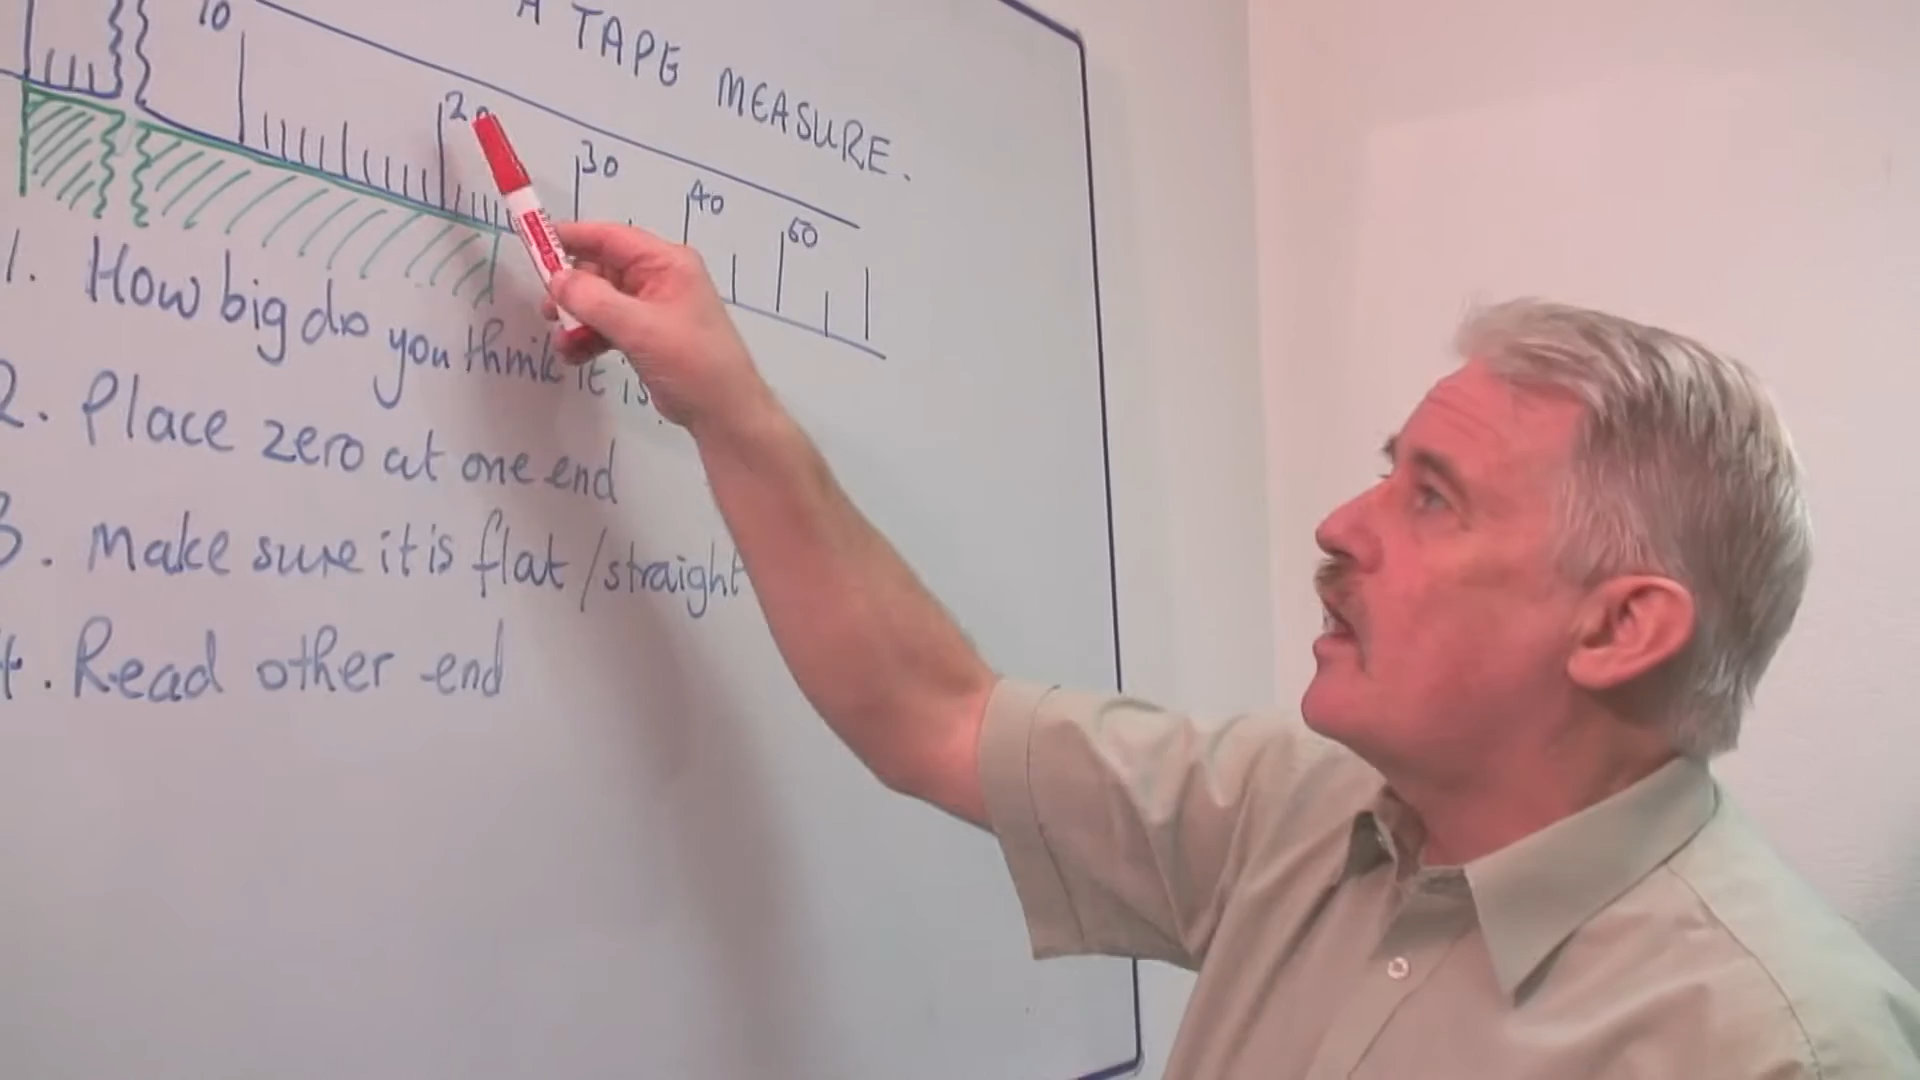 A TAPE MEASURE.
10 20 30 40 50
1. How big do you think it is?
2. Place zero at one end
3. Make sure it is flat/straight
4. Read other end